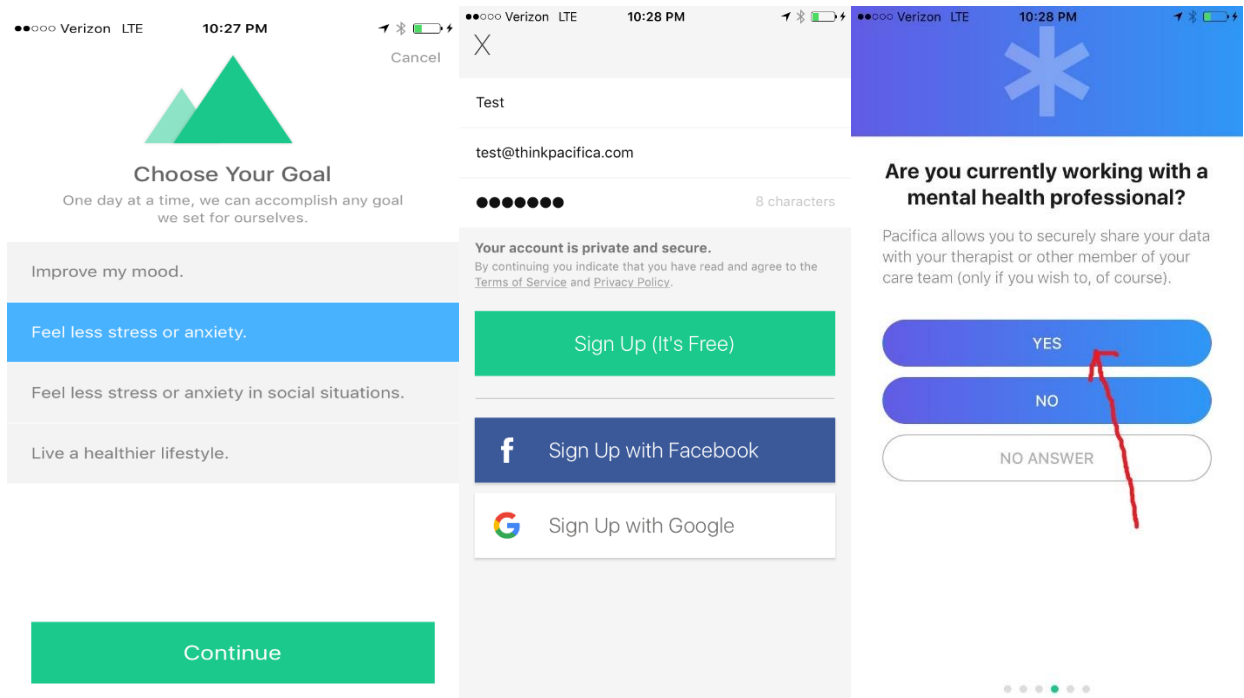 Verizon LTE 10:27 PM
Cancel
Choose Your Goal
One day at a time, we can accomplish any goal
we set for ourselves.
Improve my mood.
Feel less stress or anxiety.
Feel less stress or anxiety in social situations.
Live a healthier lifestyle.
Continue
Verizon LTE 10:28 PM
X
Test
test@thinkpacifica.com
8 characters
Your account is private and secure.
By continuing you indicate that you have read and agree to the
Terms of Service and Privacy Policy.
Sign Up (It's Free)
f Sign Up with Facebook
G Sign Up with Google
Verizon LTE 10:28 PM
Are you currently working with a
mental health professional?
Pacifica allows you to securely share your data
with your therapist or other member of your
care team (only if you wish to, of course).
YES
NO
NO ANSWER